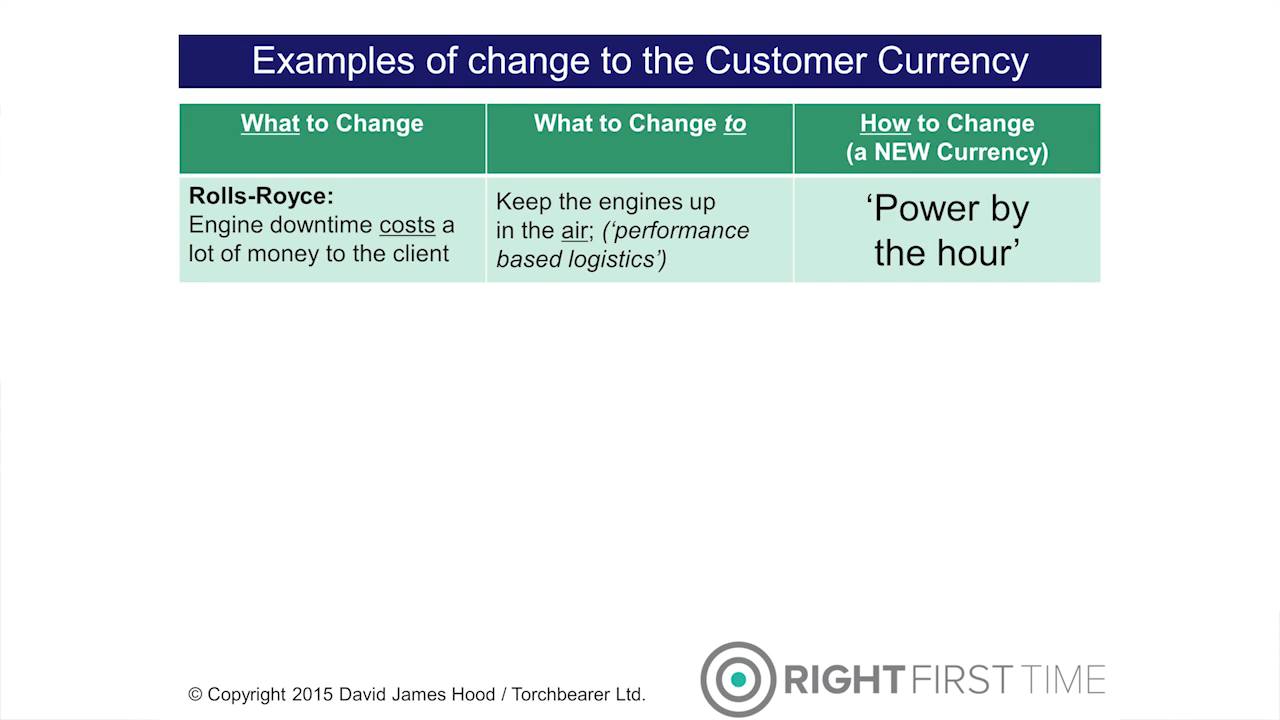 Examples of change to the Customer Currency
What to Change
What to Change to
How to Change
(a NEW Currency)
Rolls-Royce:
Engine downtime costs a
lot of money to the client
Keep the engines up
in the air; (‘performance
based logistics’)
‘Power by
the hour’
© Copyright 2015 David James Hood / Torchbearer Ltd.
RIGHT FIRST TIME